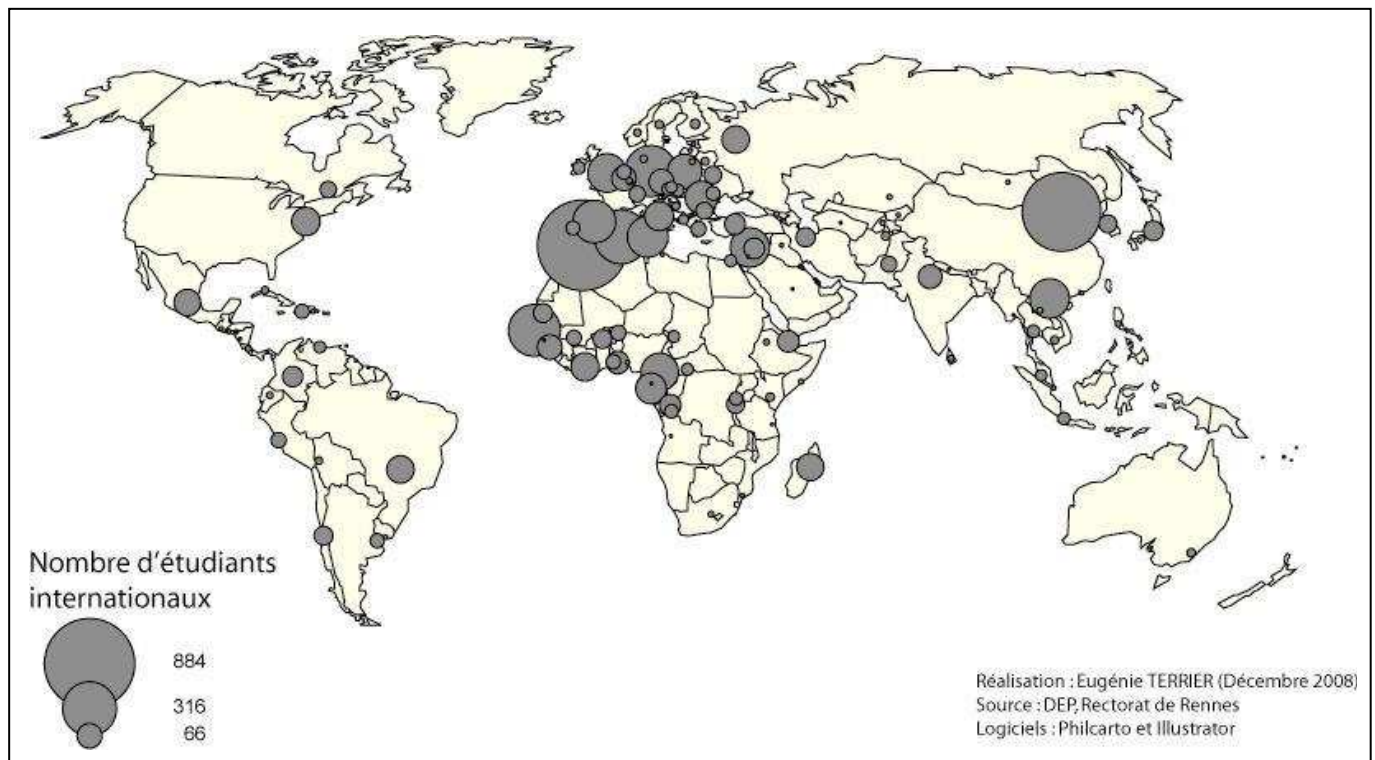 Nombre d'étudiants
internationaux
884
316
66
Réalisation : Eugénie TERRIER (Décembre 2008)
Source : DEP, Rectorat de Rennes
Logiciels : Philcarto et Illustrator